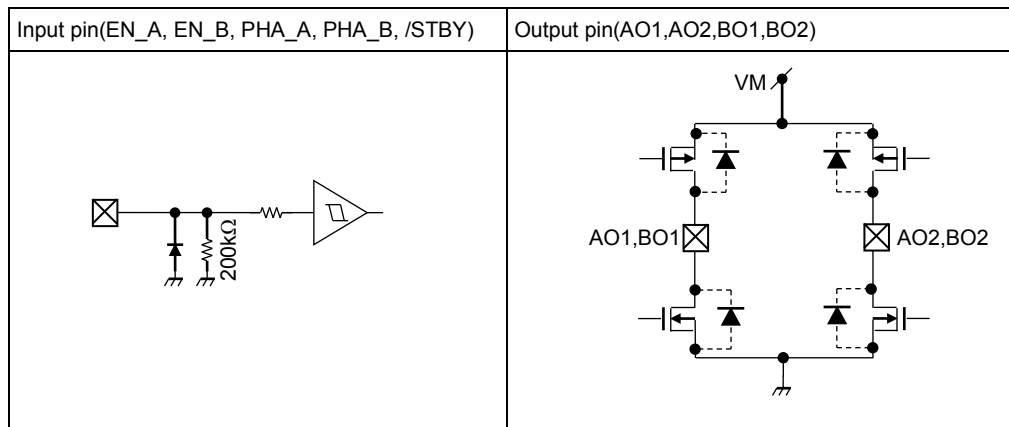 Input pin(EN_A, EN_B, PHA_A, PHA_B, /STBY)
Output pin(AO1,AO2,BO1,BO2)
200kΩ
VM
AO1,BO1
AO2,BO2